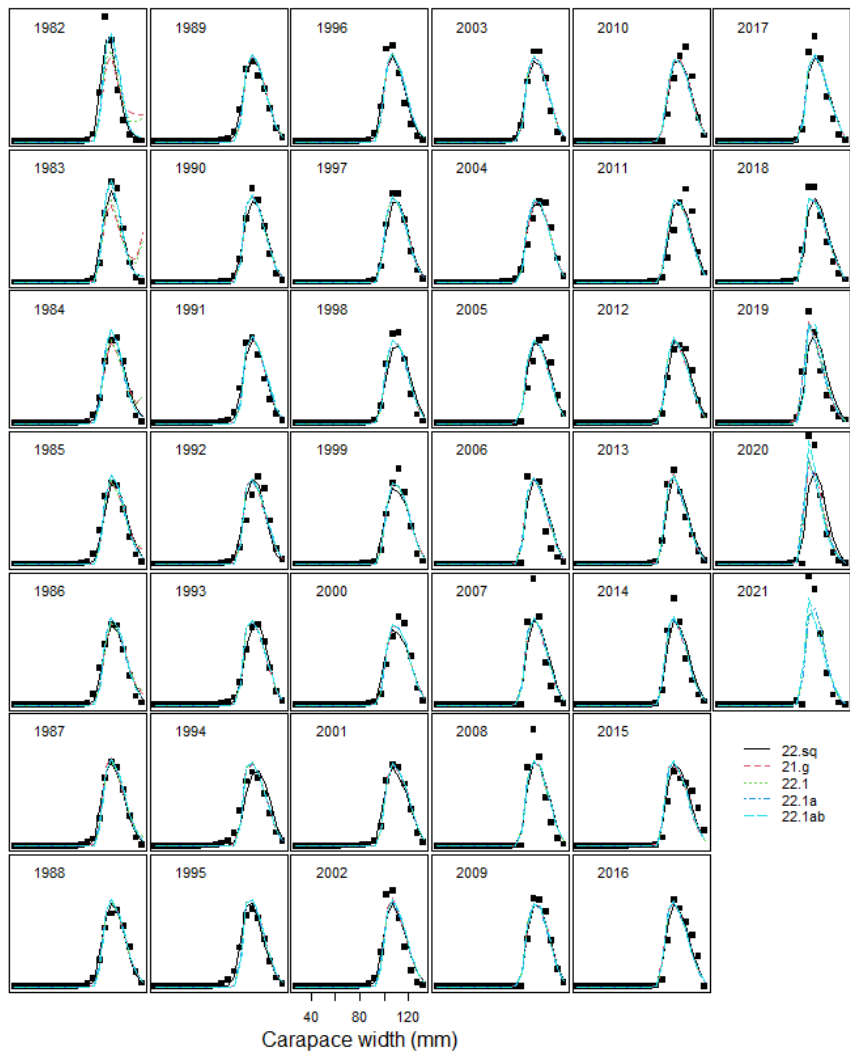 1982 1989 1996 2003 2010 2017
1983 1990 1997 2004 2011 2018
1984 1991 1998 2005 2012 2019
1985 1992 1999 2006 2013 2020
1986 1993 2000 2007 2014 2021
1987 1994 2001 2008 2015
22.sq
21.g
22.1
22.1a
22.1ab
1988 1995 2002 2009 2016
40 80 120
Carapace width (mm)